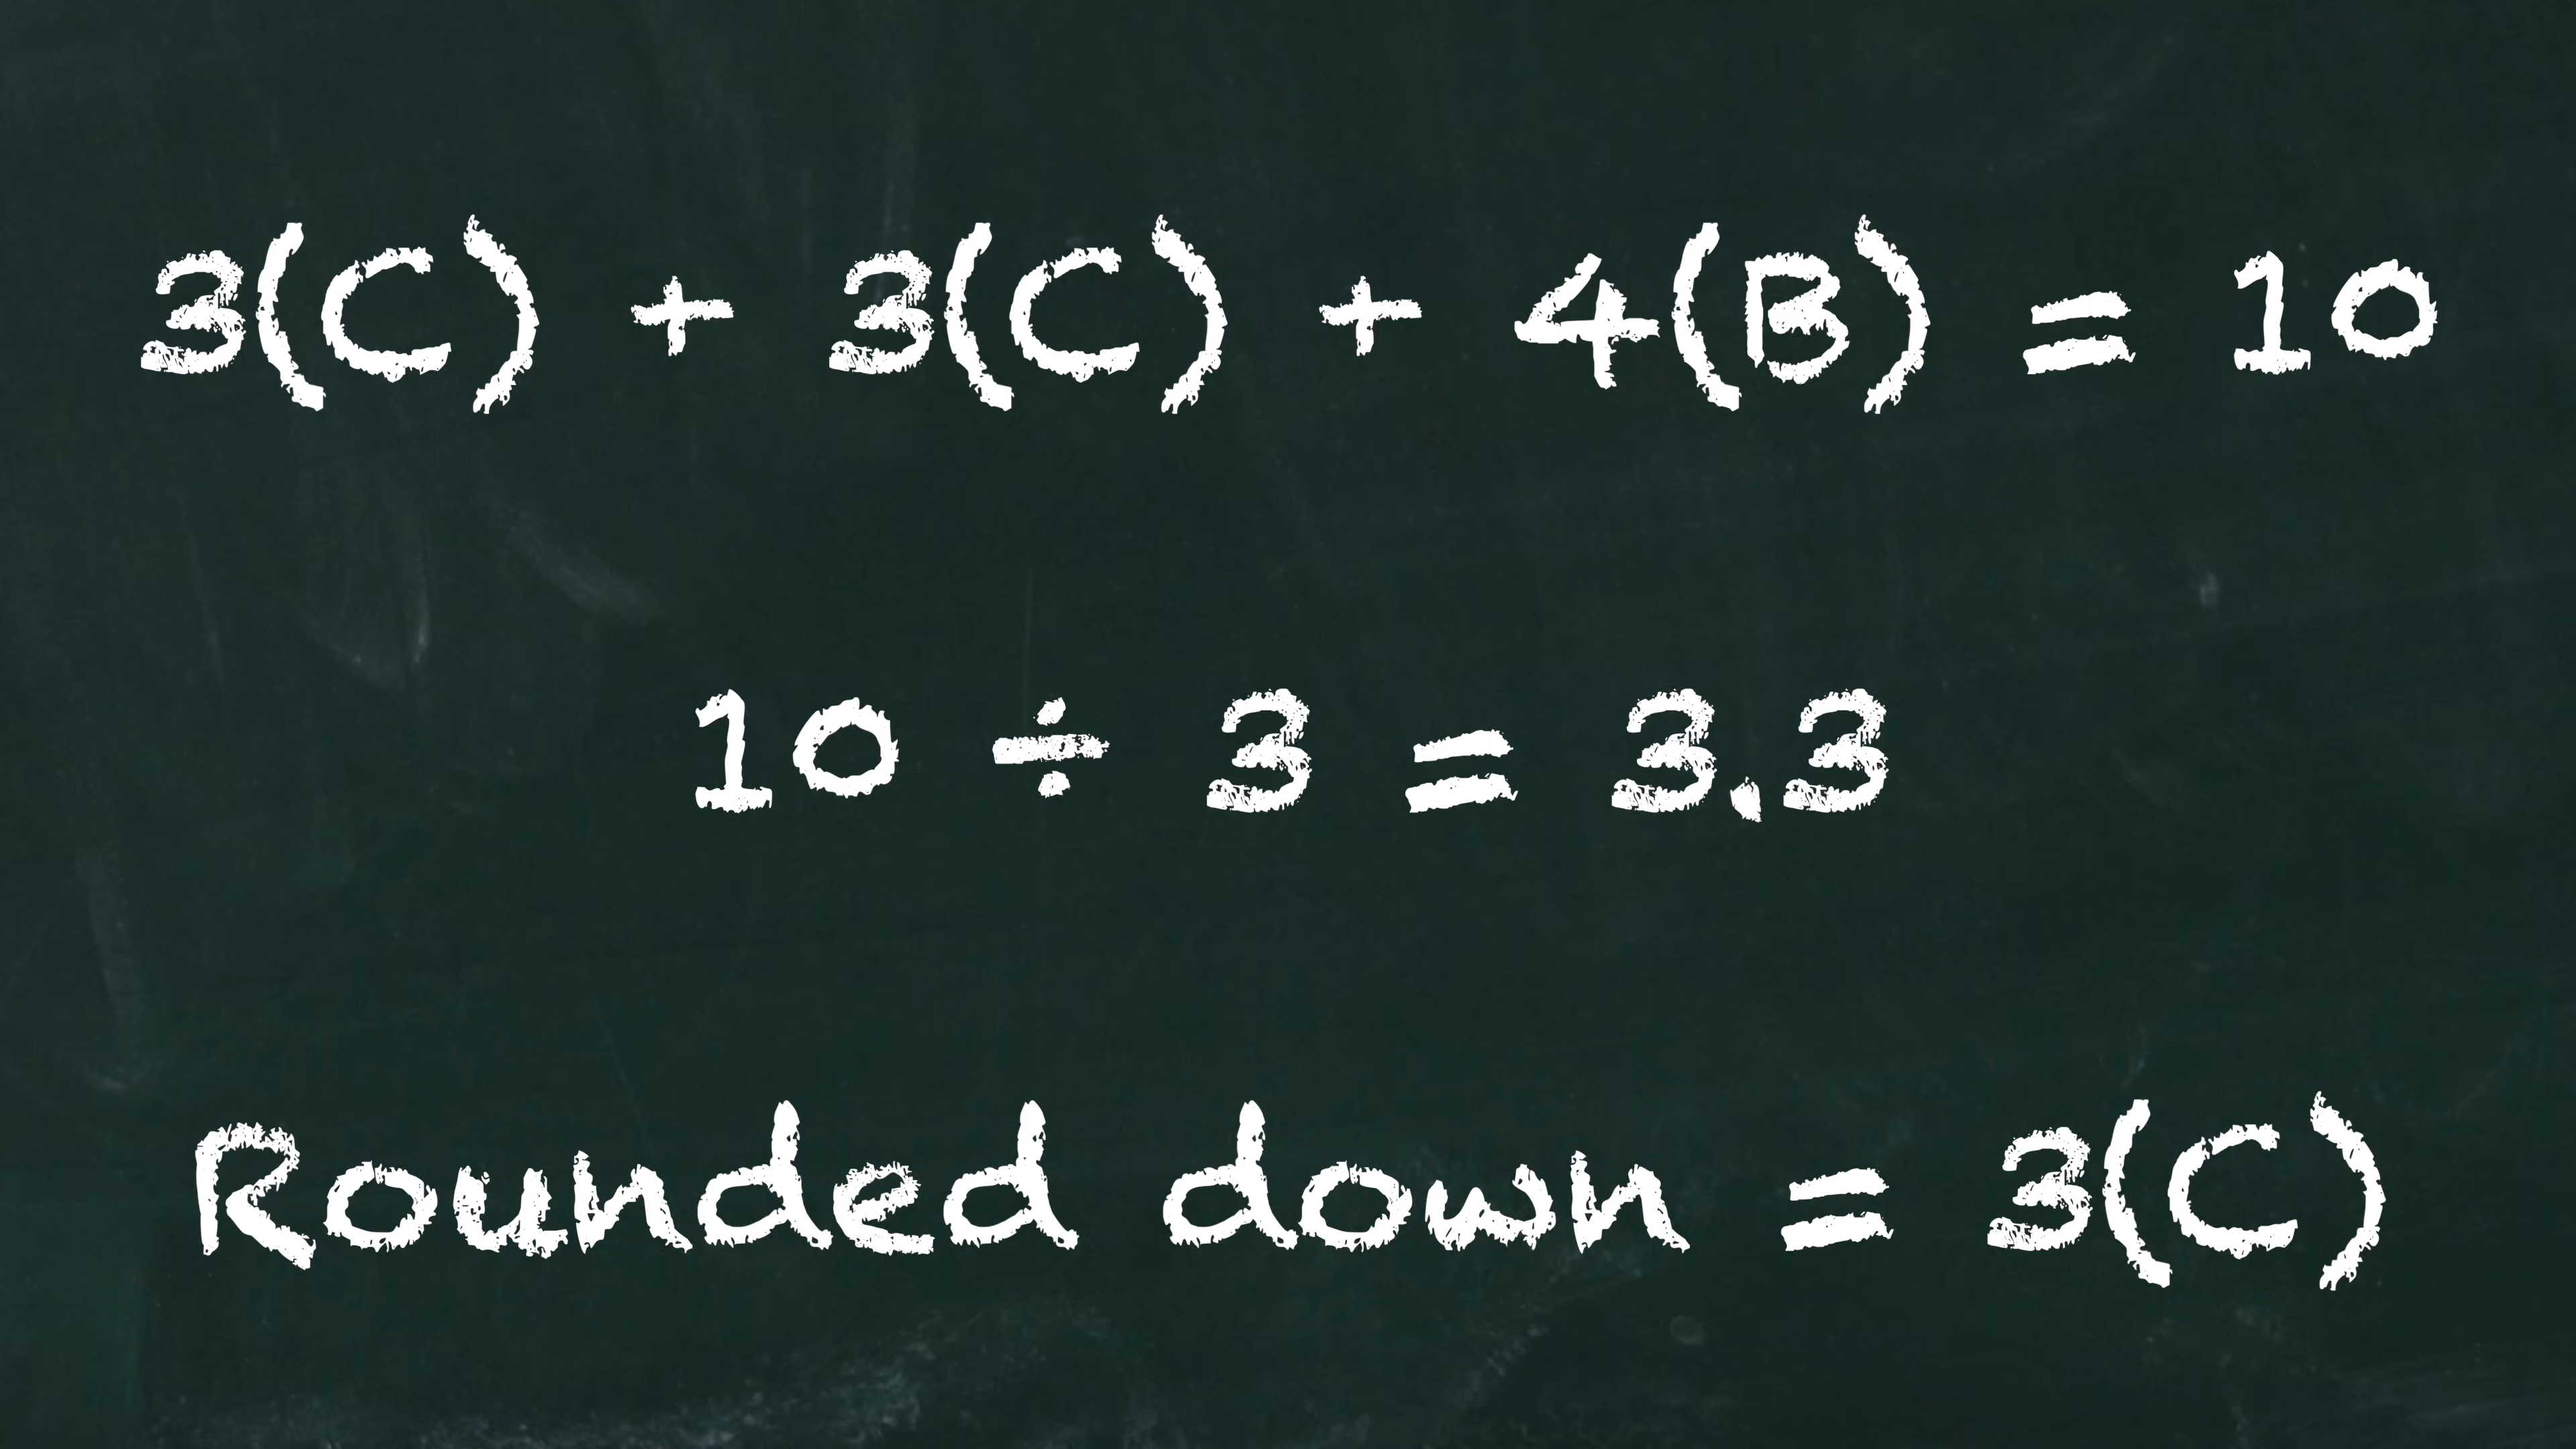 3(C) + 3(C) + 4(B) = 10
10 ÷ 3 = 3.3
Rounded down = 3(C)